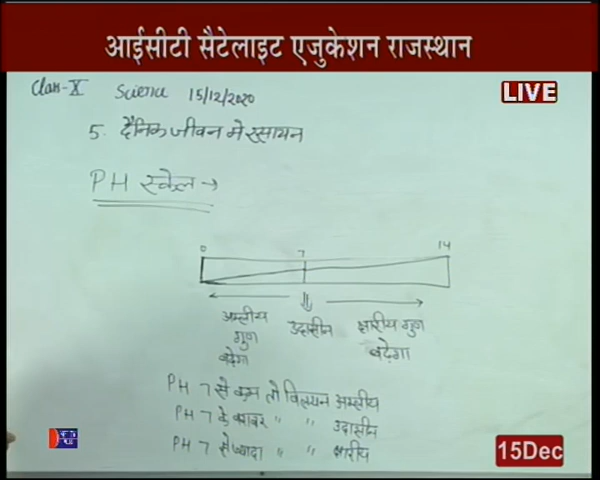 आईसीटी सैटेलाइट एजुकेशन राजस्थान
Class-X Science 15/12/2020
LIVE
5. दैनिक जीवन मे रसायन
PH स्केल →
0 7 14
अम्लीय गुण बढ़ेगा
उदासीन
क्षारीय गुण बढ़ेगा
PH 7 से कम तो विलयन अम्लीय
PH 7 के बराबर " " उदासीन
PH 7 से ज्यादा " " क्षारीय
15Dec